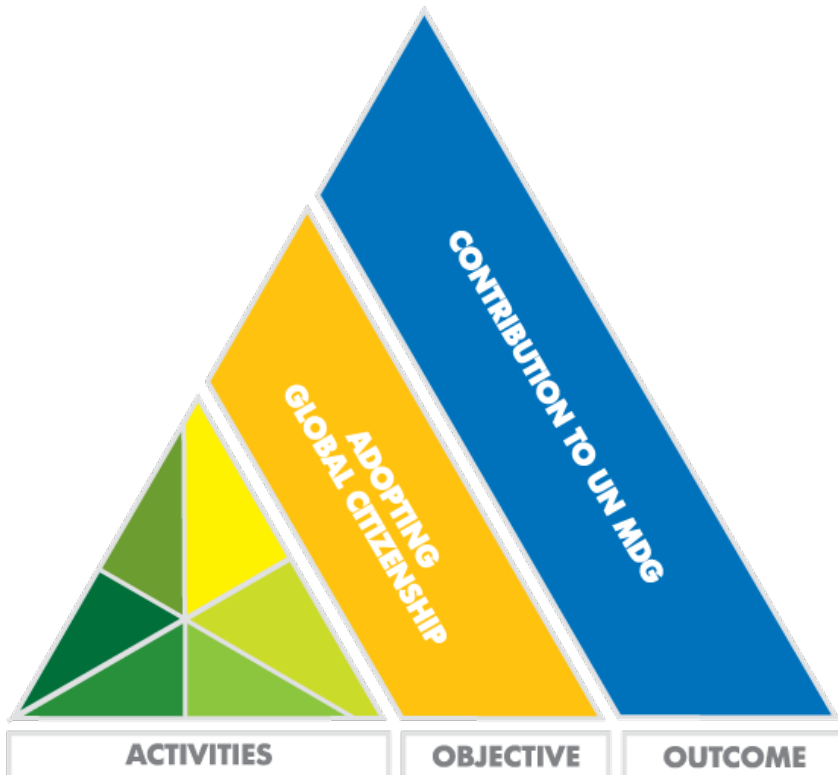 CONTRIBUTION TO UN MDG
ADOPTING
GLOBAL CITIZENSHIP
ACTIVITIES
OBJECTIVE
OUTCOME